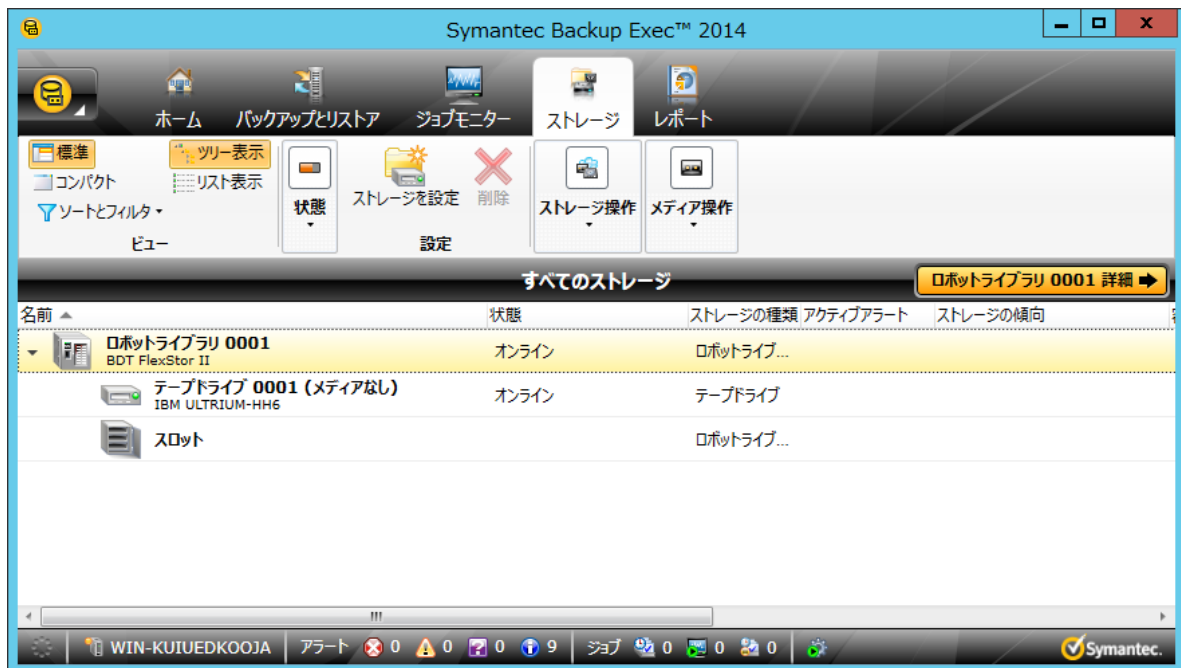 Symantec Backup Exec™ 2014
ホーム バックアップとリストア ジョブモニター ストレージ レポート
標準 ツリー表示
コンパクト リスト表示
ソートとフィルタ
状態 ストレージを設定 削除 ストレージ操作 メディア操作
ビュー 設定
すべてのストレージ ロボットライブラリ 0001 詳細
名前 状態 ストレージの種類 アクティブアラート ストレージの傾向
ロボットライブラリ 0001 オンライン ロボットライブ...
BDT FlexStor II
テープドライブ 0001 (メディアなし) オンライン テープドライブ
IBM ULTRIUM-HH6
スロット ロボットライブ...
WIN-KUIUEDKOOJA アラート 0 0 0 9 ジョブ 0 0 0 Symantec.